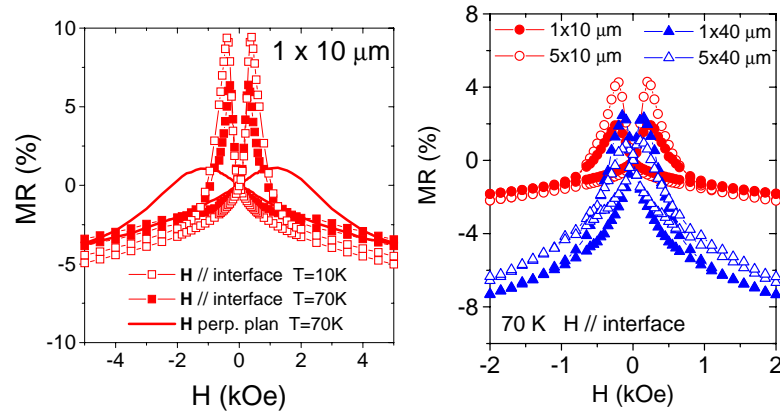 1 x 10 μm
10
5
0
-5
-10
MR (%)
H // interface T=10K
H // interface T=70K
H perp. plan T=70K
-4 -2 0 2 4
H (kOe)
8
4
0
-4
-8
MR (%)
1x10 μm 1x40 μm
5x10 μm 5x40 μm
70 K H // interface
-2 -1 0 1 2
H (kOe)